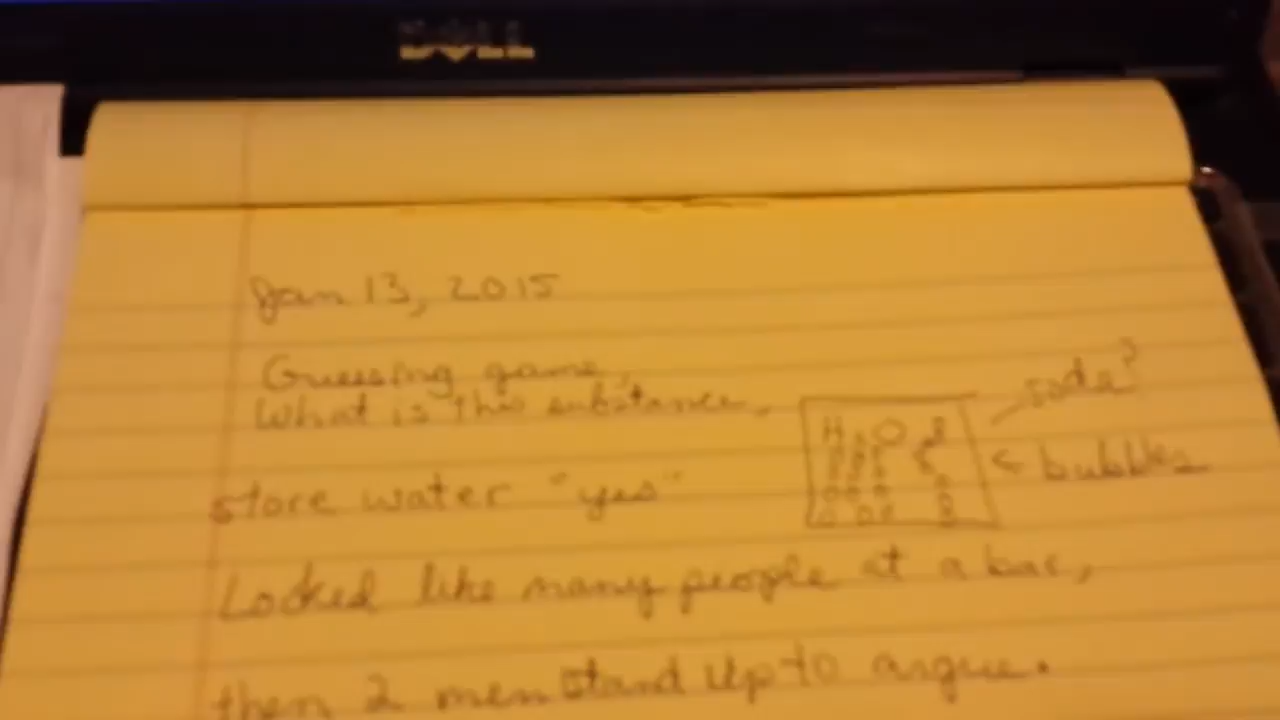 DELL
Jan 13, 2015
Guessing game,
What is this substance,
soda?
H2O
< bubbles
store water "yes"
Looked like many people at a bar,
then 2 men stand up to argue.